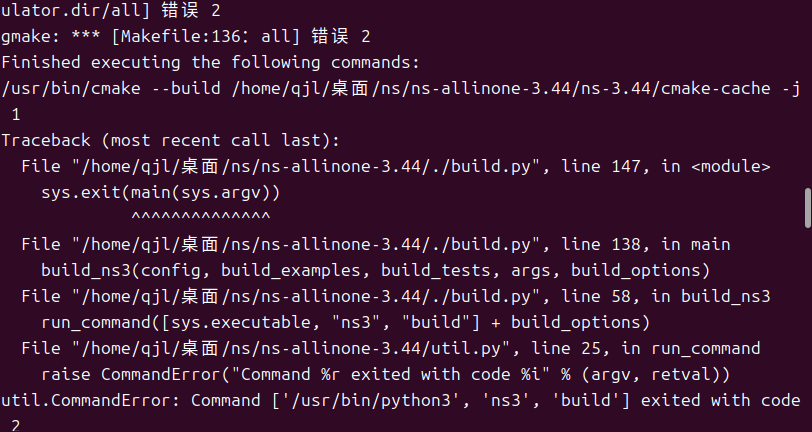 ulator.dir/all] 错误 2
gmake: *** [Makefile:136：all] 错误 2
Finished executing the following commands:
/usr/bin/cmake --build /home/qjl/桌面/ns/ns-allinone-3.44/ns-3.44/cmake-cache -j
 1
Traceback (most recent call last):
  File "/home/qjl/桌面/ns/ns-allinone-3.44/./build.py", line 147, in <module>
    sys.exit(main(sys.argv))
             ^^^^^^^^^^^^^^
  File "/home/qjl/桌面/ns/ns-allinone-3.44/./build.py", line 138, in main
    build_ns3(config, build_examples, build_tests, args, build_options)
  File "/home/qjl/桌面/ns/ns-allinone-3.44/./build.py", line 58, in build_ns3
    run_command([sys.executable, "ns3", "build"] + build_options)
  File "/home/qjl/桌面/ns/ns-allinone-3.44/util.py", line 25, in run_command
    raise CommandError("Command %r exited with code %i" % (argv, retval))
util.CommandError: Command ['/usr/bin/python3', 'ns3', 'build'] exited with code
 2